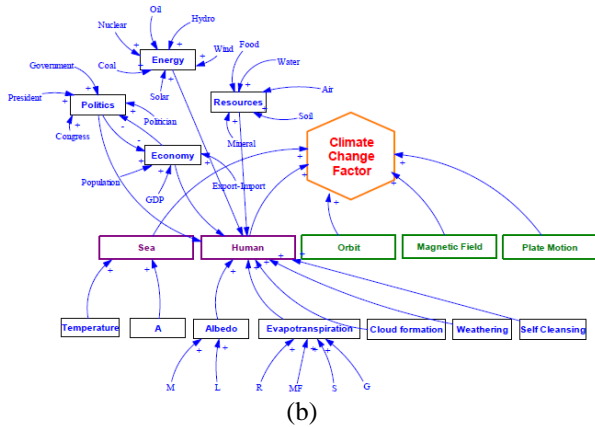 Oil
Nuclear
Hydro
Energy
Wind
Coal
Solar
Food
Water
Air
Resources
Soil
Mineral
Government
President
Politics
Politician
Congress
Economy
Population
GDP
Export-Import
Climate
Change
Factor
Sea
Human
Orbit
Magnetic Field
Plate Motion
Temperature
A
Albedo
Evapotranspiration
Cloud formation
Weathering
Self Cleansing
M
L
R
MF
S
G
(b)